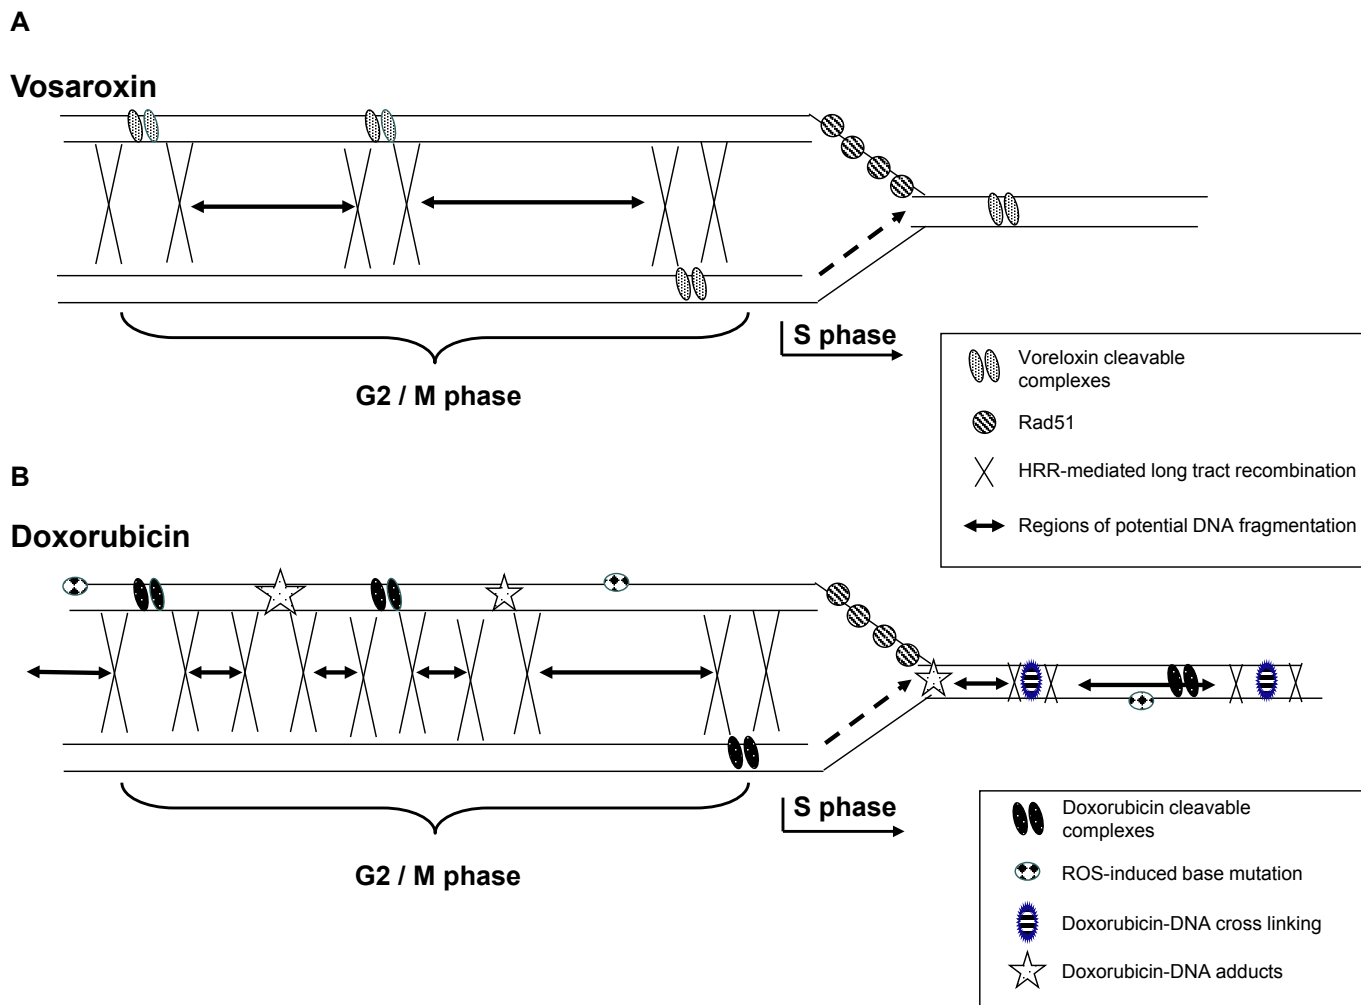 A
Vosaroxin
S phase
G2 / M phase
Voreloxin cleavable
complexes
Rad51
HRR-mediated long tract recombination
Regions of potential DNA fragmentation
B
Doxorubicin
S phase
G2 / M phase
Doxorubicin cleavable
complexes
ROS-induced base mutation
Doxorubicin-DNA cross linking
Doxorubicin-DNA adducts